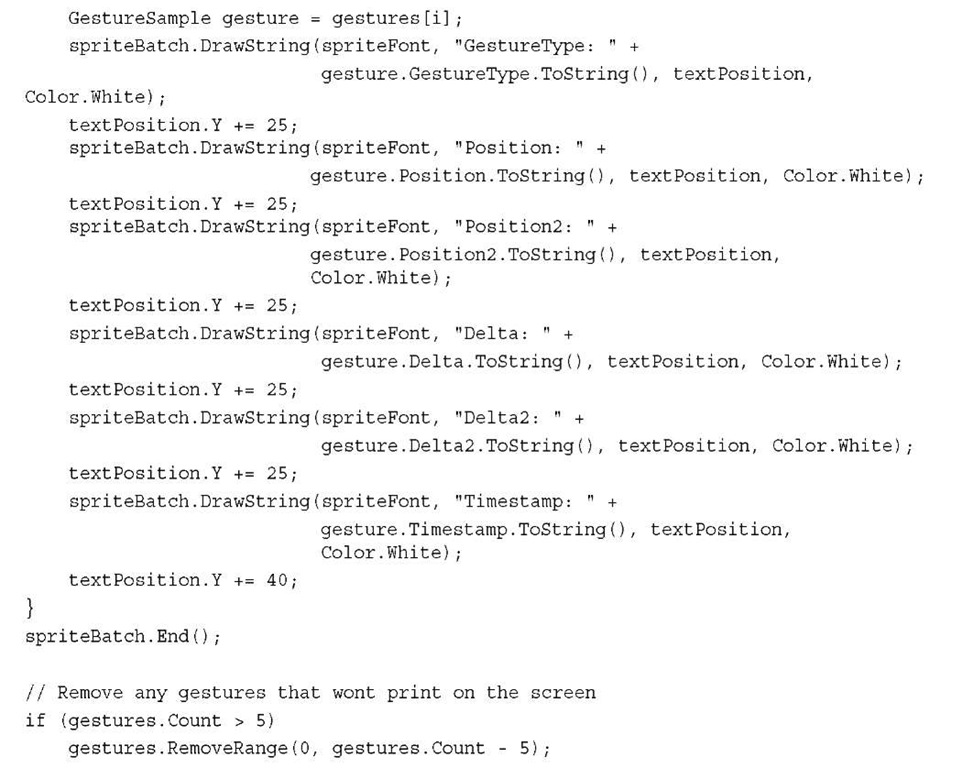 GestureSample gesture = gestures[i];
spriteBatch.DrawString(spriteFont, "GestureType: " +
gesture.GestureType.ToString(), textPosition,
Color.White);
textPosition.Y += 25;
spriteBatch.DrawString(spriteFont, "Position: " +
gesture.Position.ToString(), textPosition, Color.White);
textPosition.Y += 25;
spriteBatch.DrawString(spriteFont, "Position2: " +
gesture.Position2.ToString(), textPosition,
Color.White);
textPosition.Y += 25;
spriteBatch.DrawString(spriteFont, "Delta: " +
gesture.Delta.ToString(), textPosition, Color.White);
textPosition.Y += 25;
spriteBatch.DrawString(spriteFont, "Delta2: " +
gesture.Delta2.ToString(), textPosition, Color.White);
textPosition.Y += 25;
spriteBatch.DrawString(spriteFont, "Timestamp: " +
gesture.Timestamp.ToString(), textPosition,
Color.White);
textPosition.Y += 40;
}
spriteBatch.End();
// Remove any gestures that wont print on the screen
if (gestures.Count > 5)
gestures.RemoveRange(0, gestures.Count - 5);